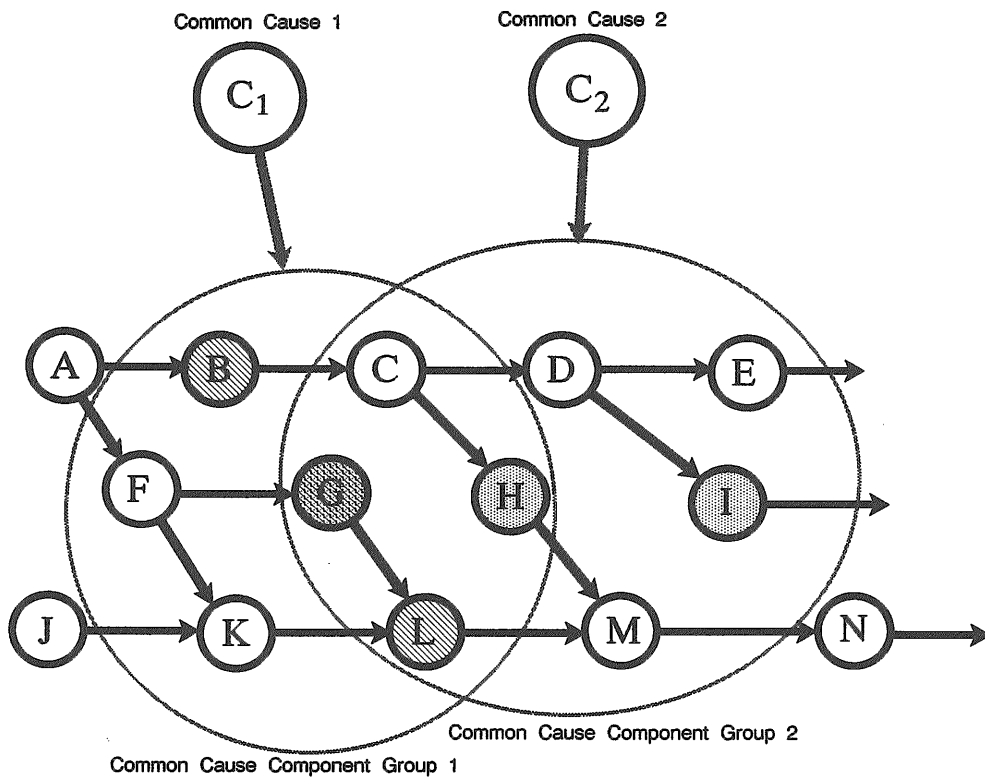 Common Cause 1
Common Cause 2
C1
C2
A
B
C
D
E
F
G
H
I
J
K
L
M
N
Common Cause Component Group 2
Common Cause Component Group 1